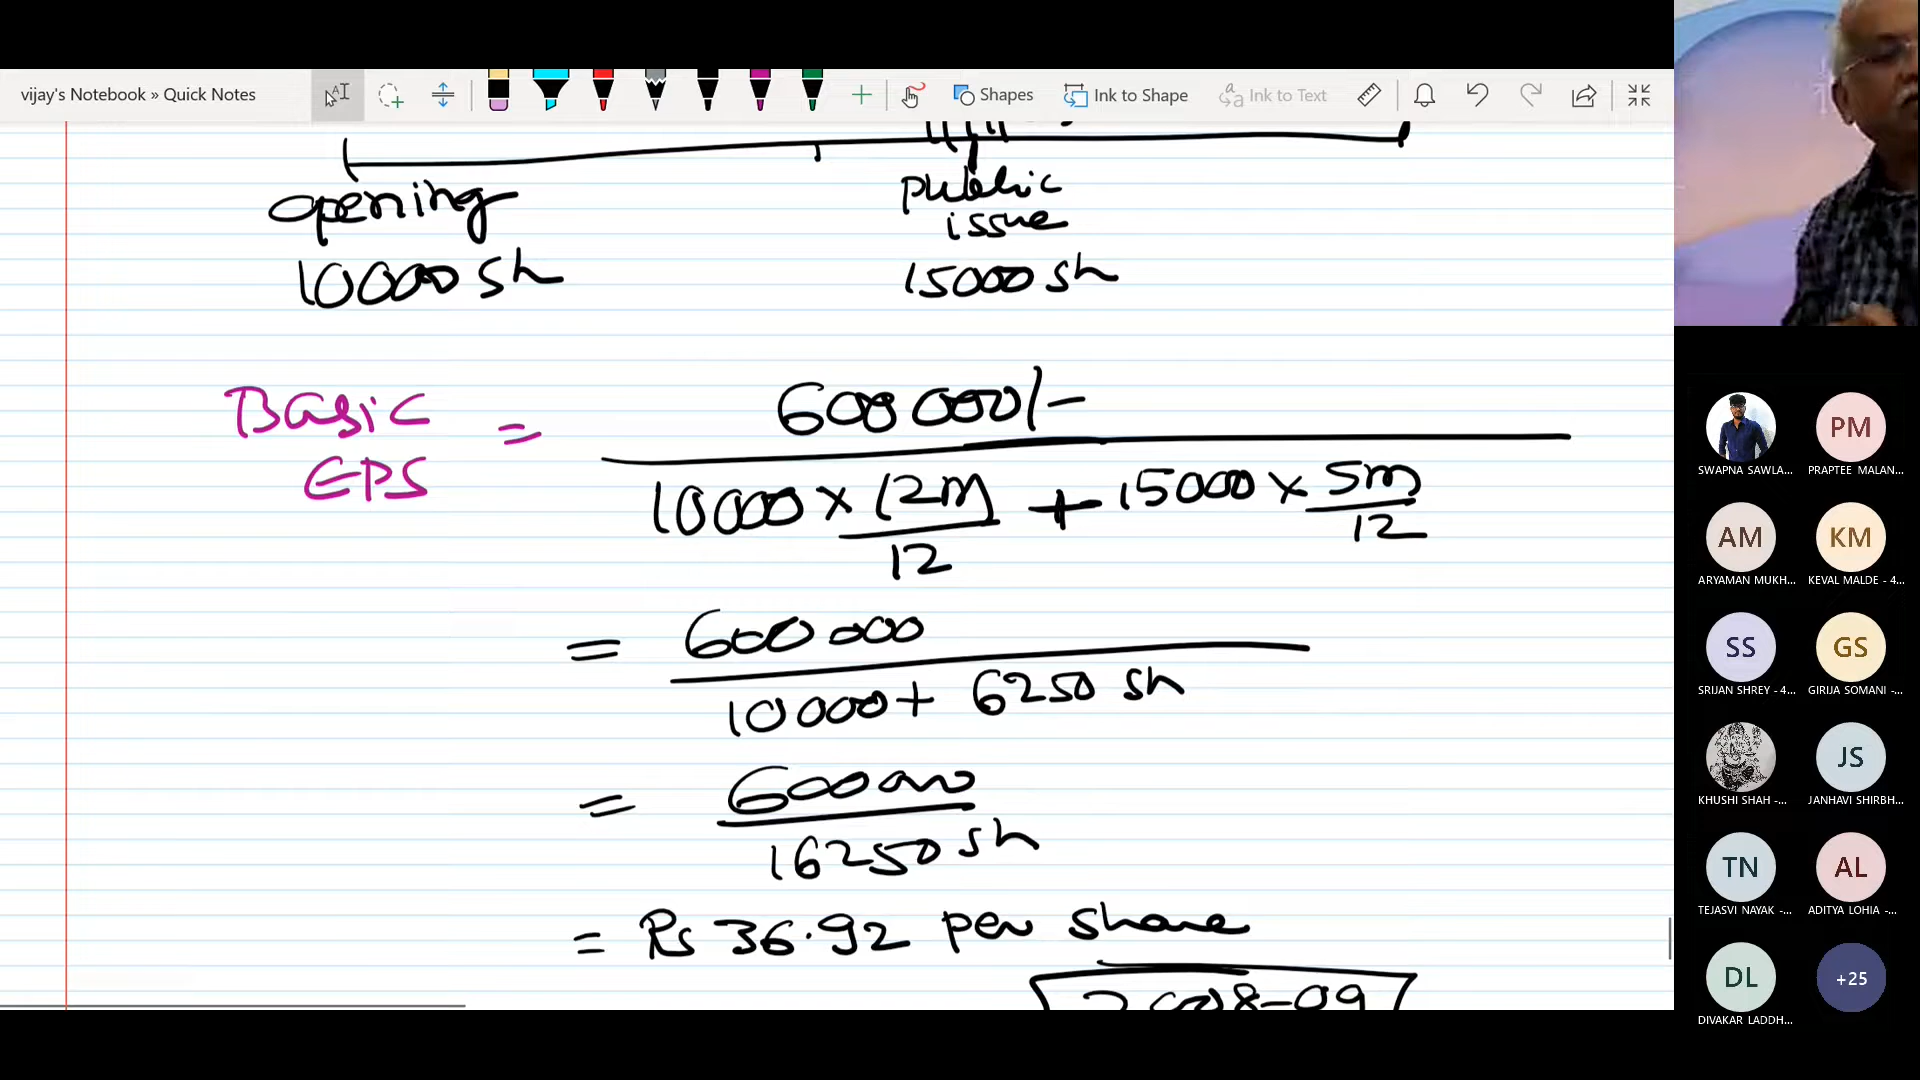 vijay's Notebook » Quick Notes
Shapes
Ink to Shape
Ink to Text
opening
10000 sh
public
issue
15000 sh
Basic
EPS
= 600000/-
10000 × 12m/12 + 15000 × 5m/12
= 600000
10000 + 6250 sh
= 600000
16250 sh
= Rs 36.92 per share
2008-09
SWAPNA SAWLA...
PM
PRAPTEE MALAN...
AM
ARYAMAN MUKH...
KM
KEVAL MALDE - 4...
SS
SRIJAN SHREY - 4...
GS
GIRIJA SOMANI -...
KHUSHI SHAH -...
JS
JANHAVI SHIRBH...
TN
TEJASVI NAYAK -...
AL
ADITYA LOHIA -...
DL
DIVAKAR LADDH...
+25